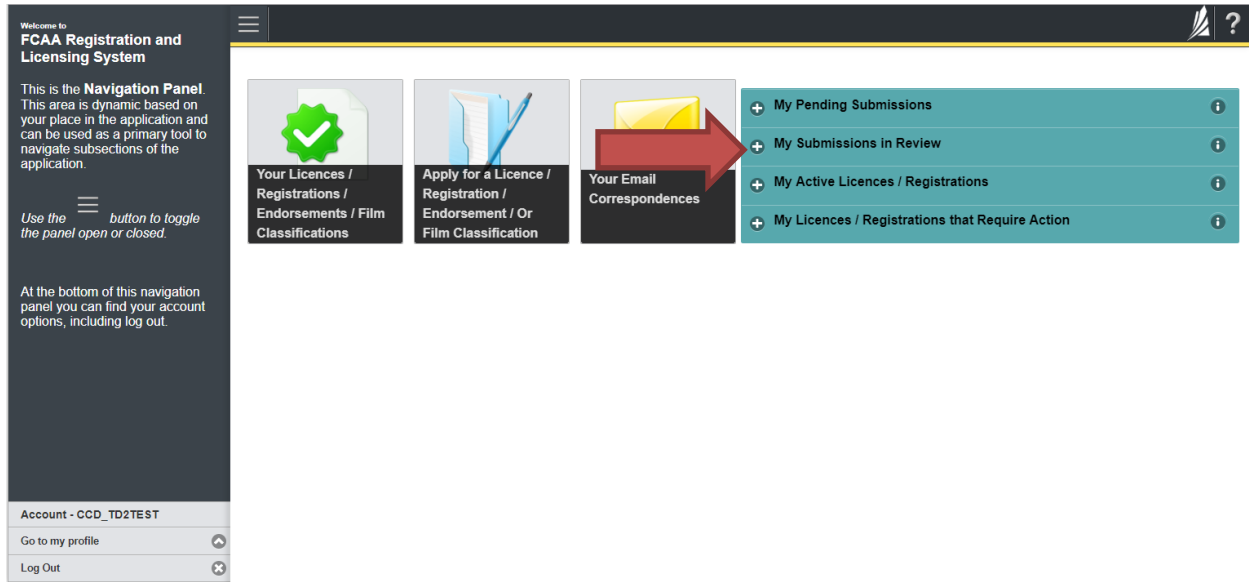 Welcome to
FCAA Registration and
Licensing System
This is the Navigation Panel.
This area is dynamic based on
your place in the application and
can be used as a primary tool to
navigate subsections of the
application.
Use the button to toggle
the panel open or closed.
At the bottom of this navigation
panel you can find your account
options, including log out.
Account - CCD_TD2TEST
Go to my profile
Log Out
?
Your Licences /
Registrations /
Endorsements / Film
Classifications
Apply for a Licence /
Registration /
Endorsement / Or
Film Classification
Your Email
Correspondences
My Pending Submissions
My Submissions in Review
My Active Licences / Registrations
My Licences / Registrations that Require Action